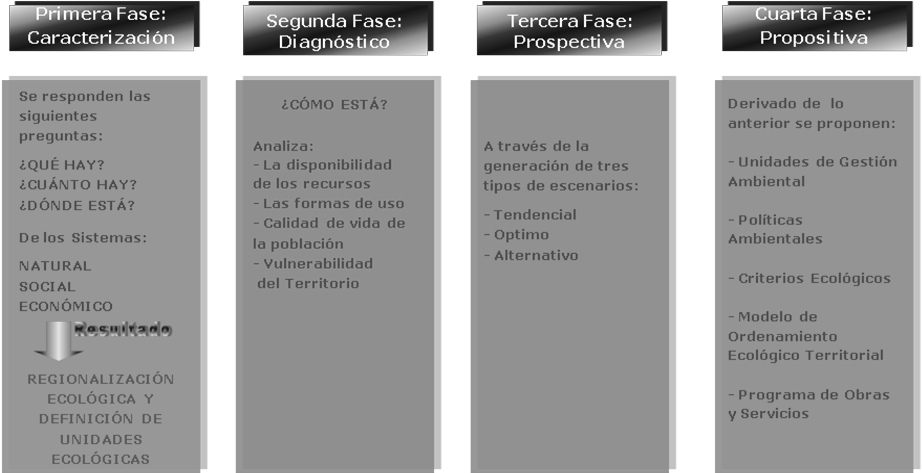 Primera Fase:
Caracterización
Se responden las
siguientes
preguntas:
¿QUÉ HAY?
¿CUÁNTO HAY?
¿DÓNDE ESTÁ?
De los Sistemas:
NATURAL
SOCIAL
ECONÓMICO
Resultado
REGIONALIZACIÓN
ECOLÓGICA Y
DEFINICIÓN DE
UNIDADES
ECOLÓGICAS
Segunda Fase:
Diagnóstico
¿CÓMO ESTÁ?
Analiza:
- La disponibilidad
de los recursos
- Las formas de uso
- Calidad de vida de
la población
- Vulnerabilidad
del Territorio
Tercera Fase:
Prospectiva
A través de la
generación de tres
tipos de escenarios:
- Tendencial
- Optimo
- Alternativo
Cuarta Fase:
Propositiva
Derivado de lo
anterior se proponen:
- Unidades de Gestión
Ambiental
- Políticas
Ambientales
- Criterios Ecológicos
- Modelo de
Ordenamiento
Ecológico Territorial
- Programa de Obras
y Servicios